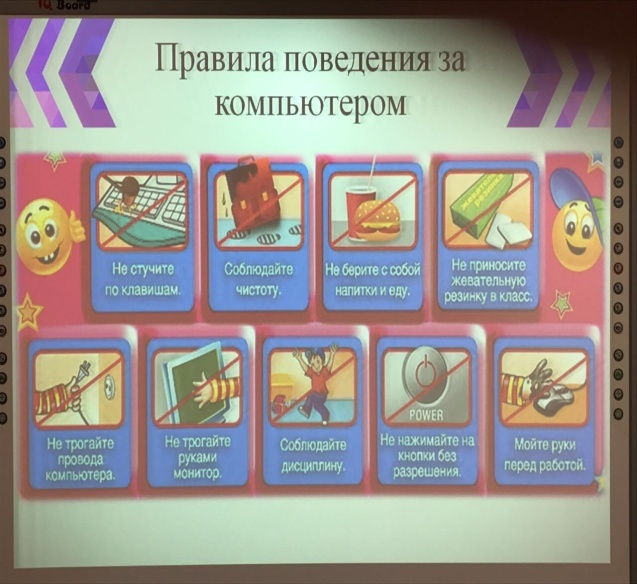 IQ Board
Правила поведения за
компьютером
Не стучите
по клавишам.
Соблюдайте
чистоту.
Не берите с собой
напитки и еду.
жевательная
резинка
Не приносите
жевательную
резинку в класс.
Не трогайте
провода
компьютера.
Не трогайте
руками
монитор.
Соблюдайте
дисциплину.
POWER
Не нажимайте на
кнопки без
разрешения.
Мойте руки
перед работой.